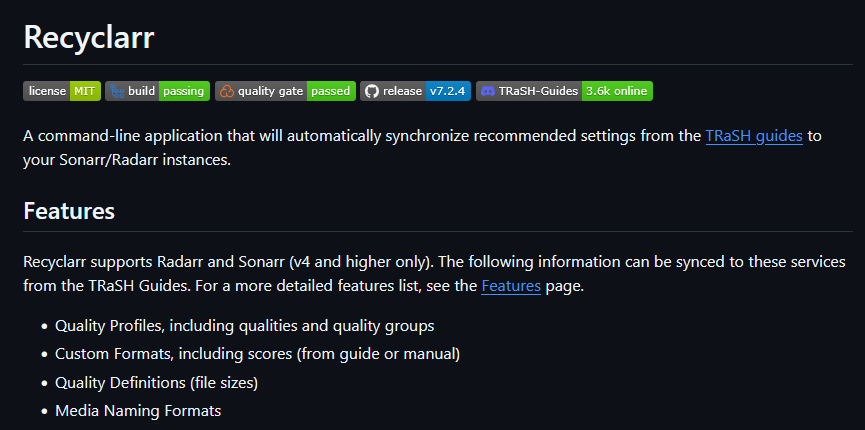 Recyclarr
license MIT build passing quality gate passed release v7.2.4 TRaSH-Guides 3.6k online
A command-line application that will automatically synchronize recommended settings from the TRaSH guides to
your Sonarr/Radarr instances.
Features
Recyclarr supports Radarr and Sonarr (v4 and higher only). The following information can be synced to these services
from the TRaSH Guides. For a more detailed features list, see the Features page.
• Quality Profiles, including qualities and quality groups
• Custom Formats, including scores (from guide or manual)
• Quality Definitions (file sizes)
• Media Naming Formats